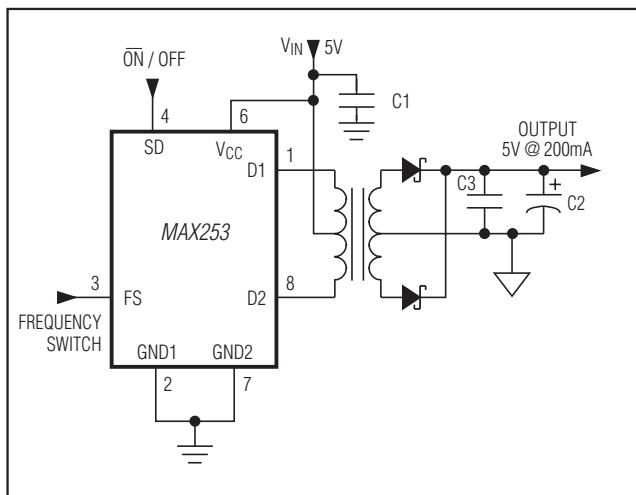 VIN 5V
ON / OFF
4
6
C1
SD
VCC
OUTPUT
5V @ 200mA
D1
1
C3
+
C2
MAX253
3
FS
D2
8
FREQUENCY
SWITCH
GND1
GND2
2
7